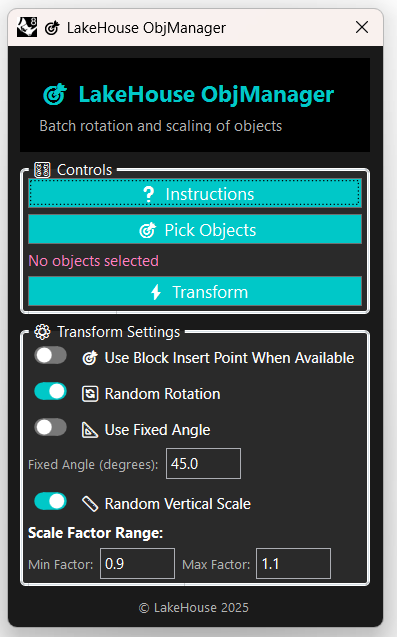 LakeHouse ObjManager
LakeHouse ObjManager
Batch rotation and scaling of objects
Controls
? Instructions
Pick Objects
No objects selected
Transform
Transform Settings
Use Block Insert Point When Available
Random Rotation
Use Fixed Angle
Fixed Angle (degrees): 45.0
Random Vertical Scale
Scale Factor Range:
Min Factor: 0.9 Max Factor: 1.1
© LakeHouse 2025